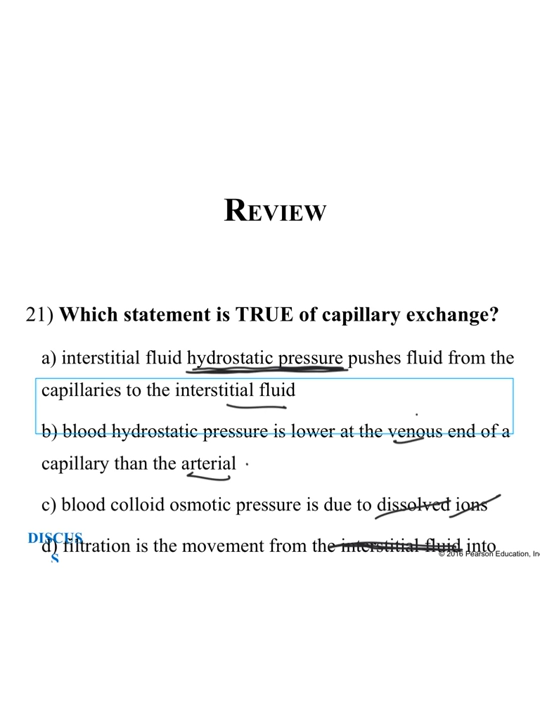 REVIEW
21) Which statement is TRUE of capillary exchange?
a) interstitial fluid hydrostatic pressure pushes fluid from the
capillaries to the interstitial fluid
b) blood hydrostatic pressure is lower at the venous end of a
capillary than the arterial
c) blood colloid osmotic pressure is due to dissolved ions
DISCUS
S
d) filtration is the movement from the interstitial fluid into
© 2016 Pearson Education, In